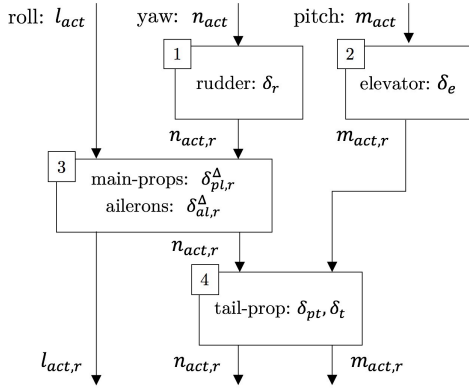 roll: l_act yaw: n_act pitch: m_act
1
rudder: δ_r
2
elevator: δ_e
n_act,r
m_act,r
3
main-props: δ^Δ_pl,r
ailerons: δ^Δ_al,r
n_act,r
4
tail-prop: δ_pt, δ_t
l_act,r n_act,r m_act,r